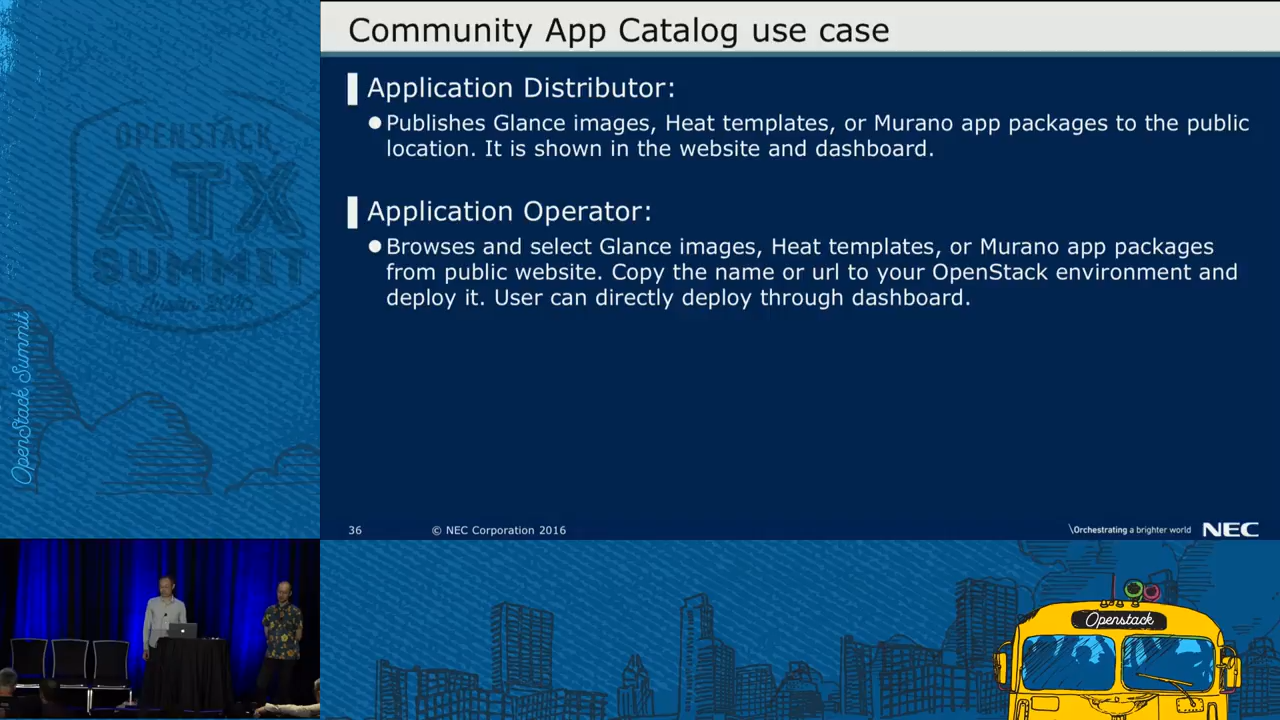 Community App Catalog use case
Application Distributor:
Publishes Glance images, Heat templates, or Murano app packages to the public
location. It is shown in the website and dashboard.
Application Operator:
Browses and select Glance images, Heat templates, or Murano app packages
from public website. Copy the name or url to your OpenStack environment and
deploy it. User can directly deploy through dashboard.
36
© NEC Corporation 2016
\Orchestrating a brighter world
NEC
OPENSTACK
ATX
SUMMIT
OpenStack Summit
Openstack